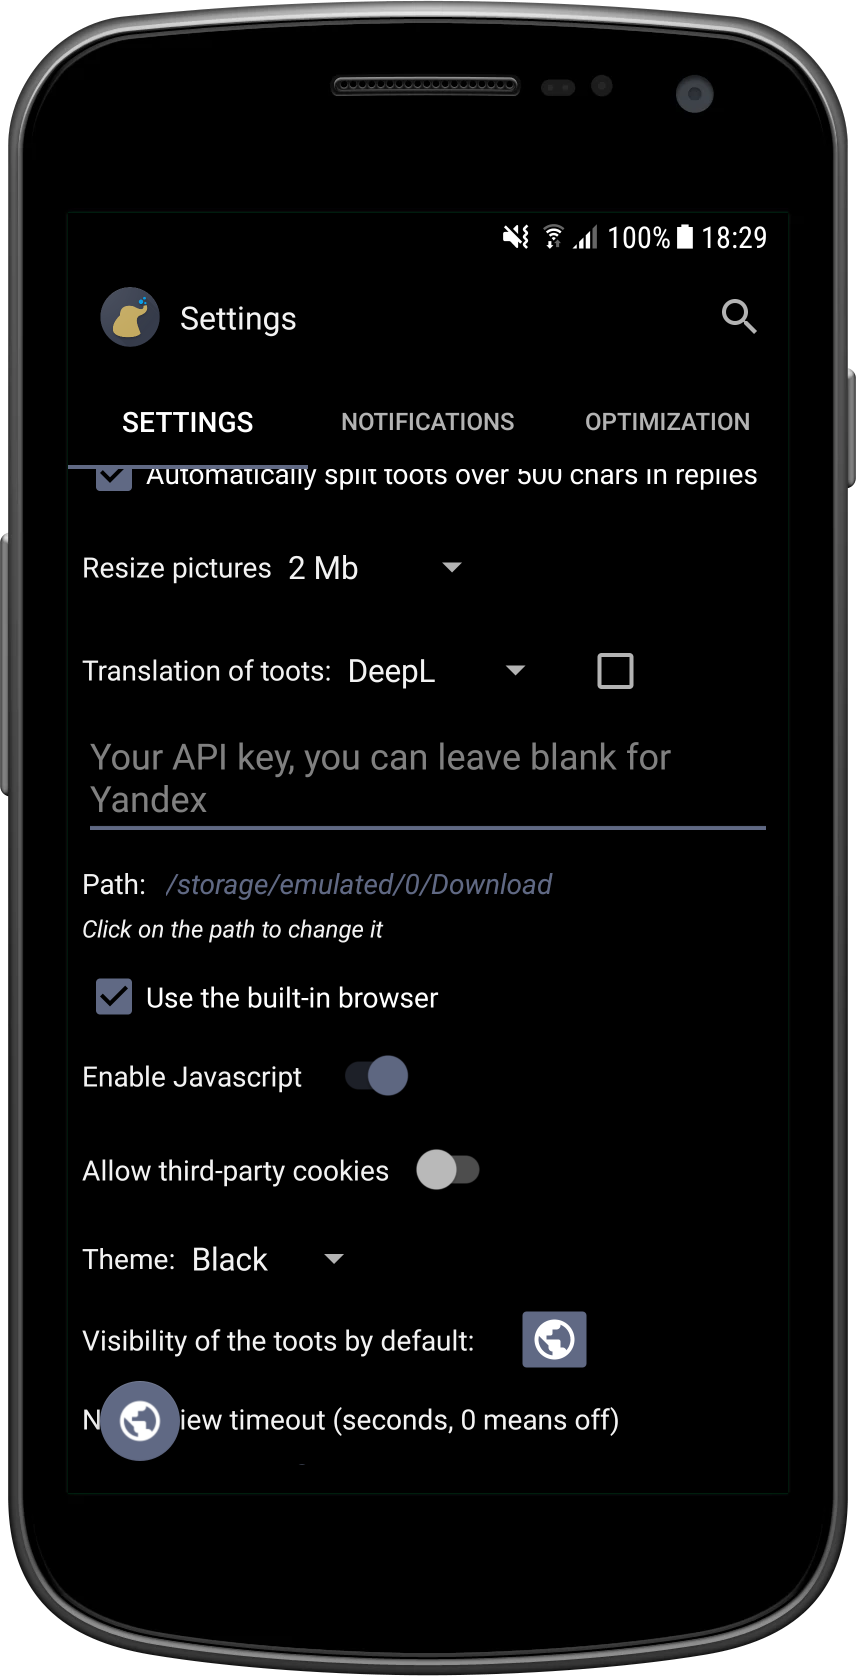 100% 18:29
Settings
SETTINGS NOTIFICATIONS OPTIMIZATION
Automatically split toots over 500 chars in replies
Resize pictures 2 Mb
Translation of toots: DeepL
Your API key, you can leave blank for
Yandex
Path: /storage/emulated/0/Download
Click on the path to change it
Use the built-in browser
Enable Javascript
Allow third-party cookies
Theme: Black
Visibility of the toots by default:
timeout (seconds, 0 means off)